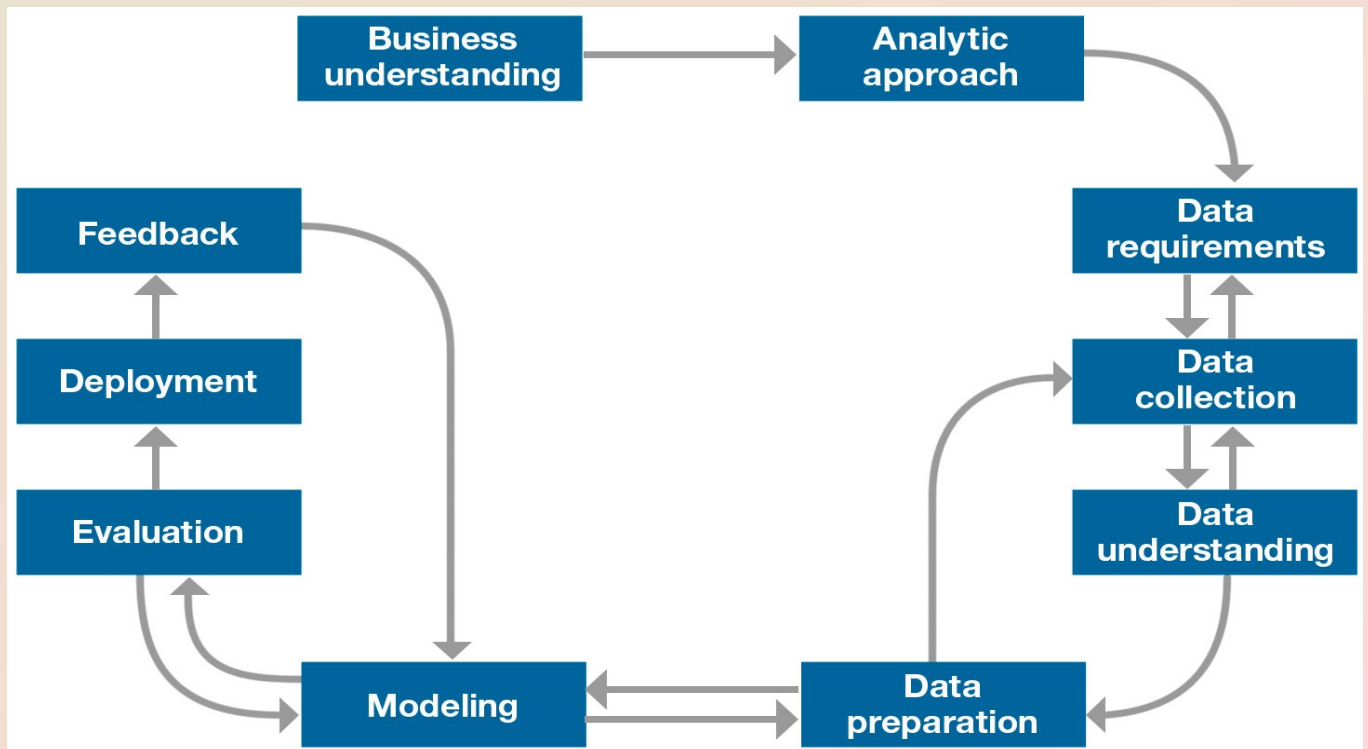 Business
understanding
Analytic
approach
Data
requirements
Data
collection
Data
understanding
Data
preparation
Modeling
Evaluation
Deployment
Feedback